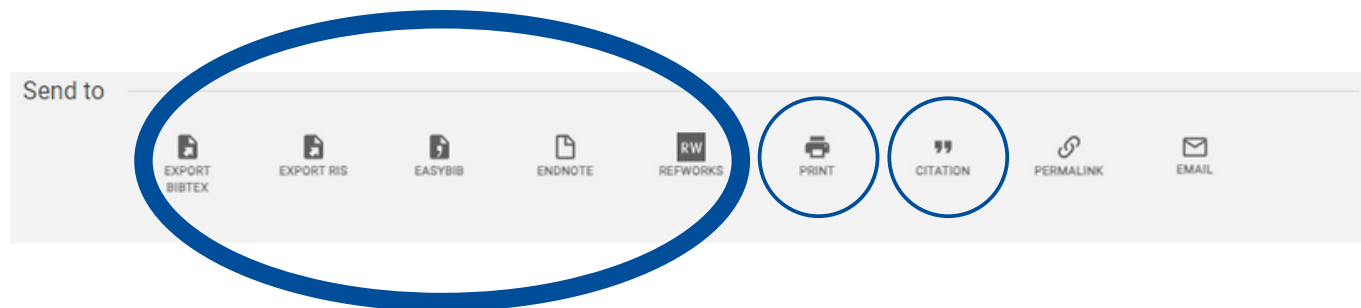 Send to
EXPORT
BIBTEX
EXPORT RIS
EASYBIB
ENDNOTE
RW
REFWORKS
PRINT
CITATION
PERMALINK
EMAIL